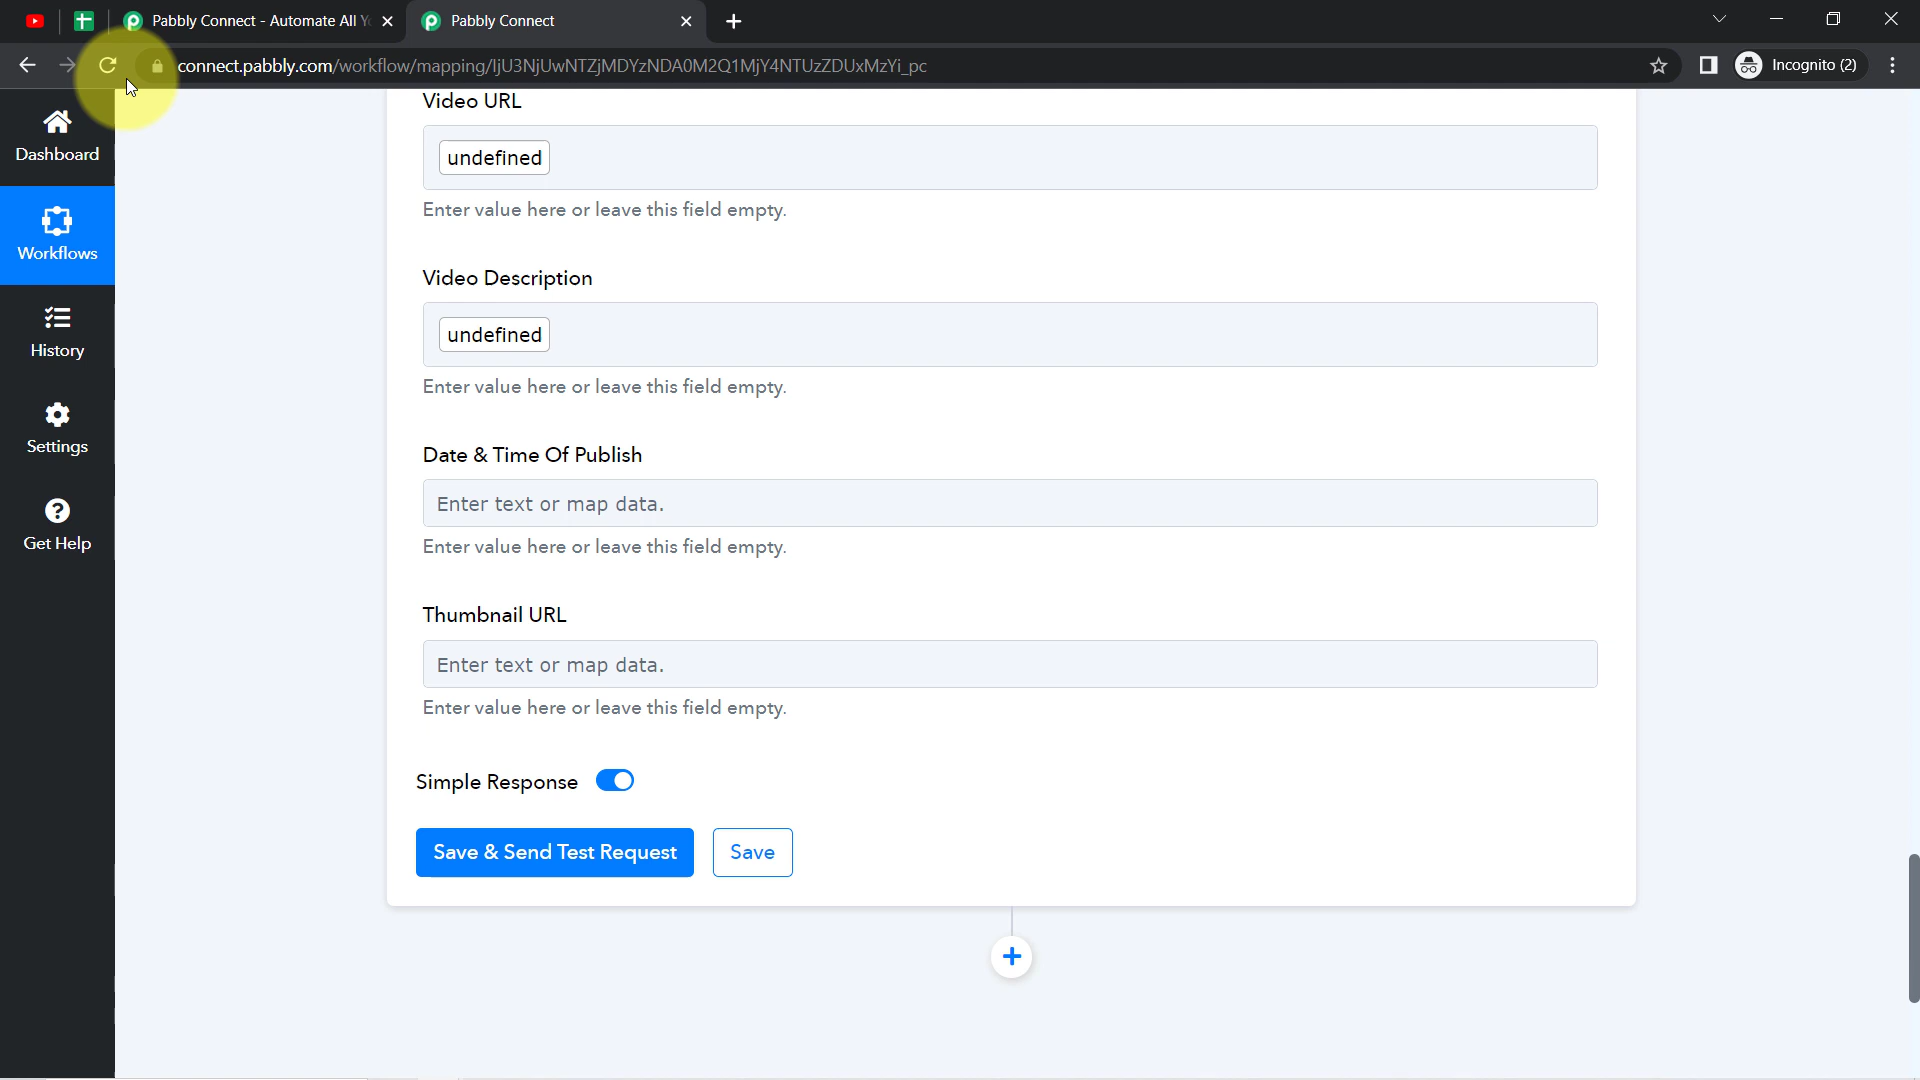 Pabbly Connect - Automate All Yo
Pabbly Connect
connect.pabbly.com/workflow/mapping/IjU3NjUwNTZjMDYzNDA0M2Q1MjY4NTUzZDUxMzYi_pc
Incognito (2)
Dashboard
Workflows
History
Settings
Get Help
Video URL
undefined
Enter value here or leave this field empty.
Video Description
undefined
Enter value here or leave this field empty.
Date & Time Of Publish
Enter text or map data.
Enter value here or leave this field empty.
Thumbnail URL
Enter text or map data.
Enter value here or leave this field empty.
Simple Response
Save & Send Test Request
Save